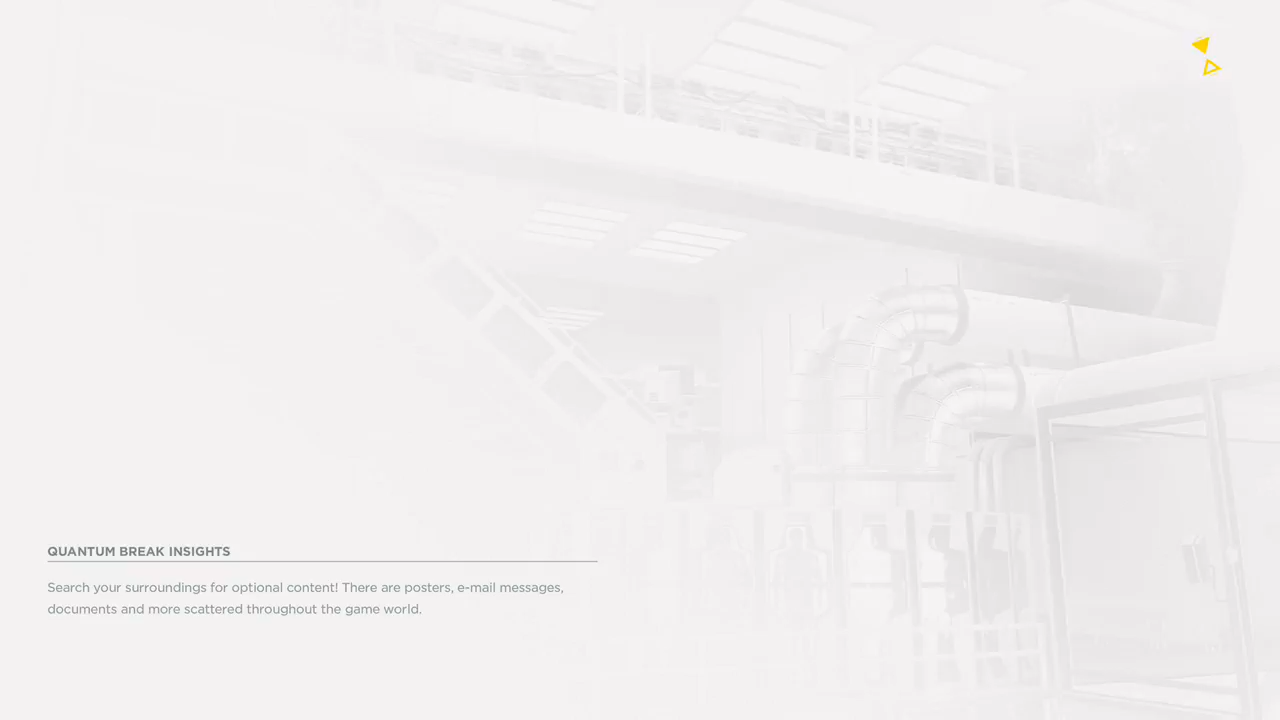 QUANTUM BREAK INSIGHTS
Search your surroundings for optional content! There are posters, e-mail messages,
documents and more scattered throughout the game world.